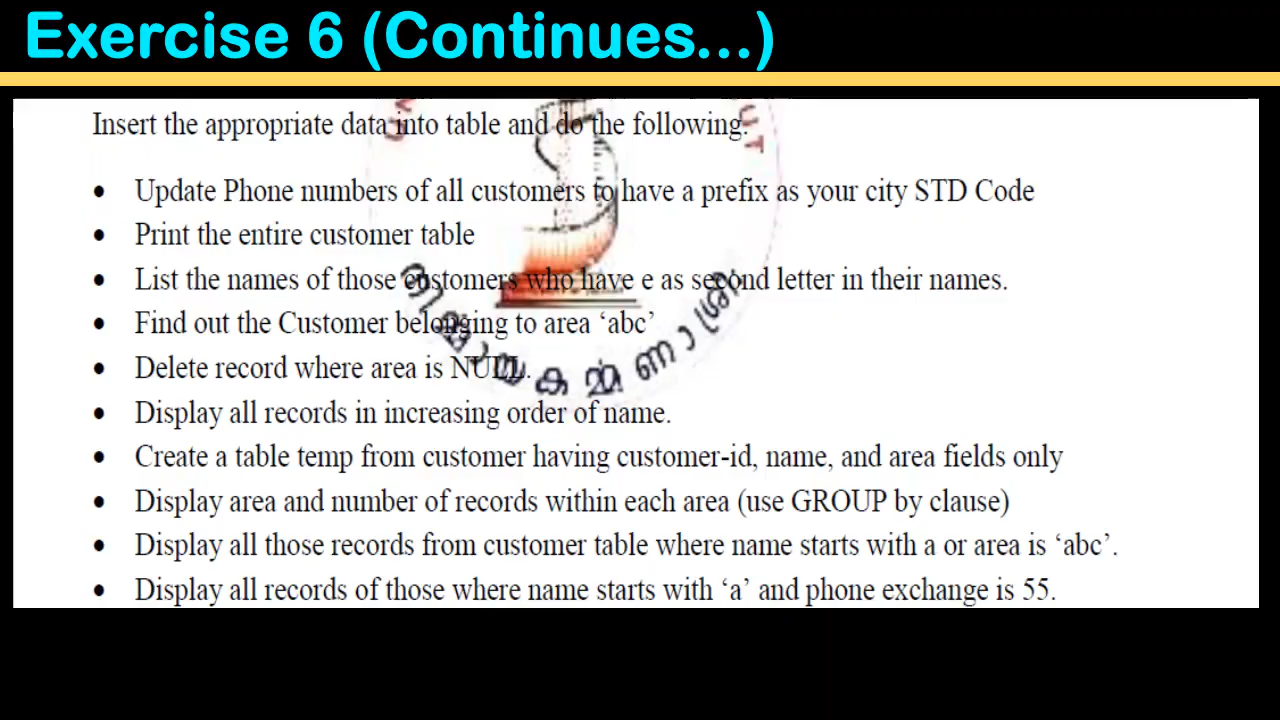 Exercise 6 (Continues...)
Insert the appropriate data into table and do the following.
• Update Phone numbers of all customers to have a prefix as your city STD Code
• Print the entire customer table
• List the names of those customers who have e as second letter in their names.
• Find out the Customer belonging to area ‘abc’
• Delete record where area is NULL.
• Display all records in increasing order of name.
• Create a table temp from customer having customer-id, name, and area fields only
• Display area and number of records within each area (use GROUP by clause)
• Display all those records from customer table where name starts with a or area is ‘abc’.
• Display all records of those where name starts with ‘a’ and phone exchange is 55.